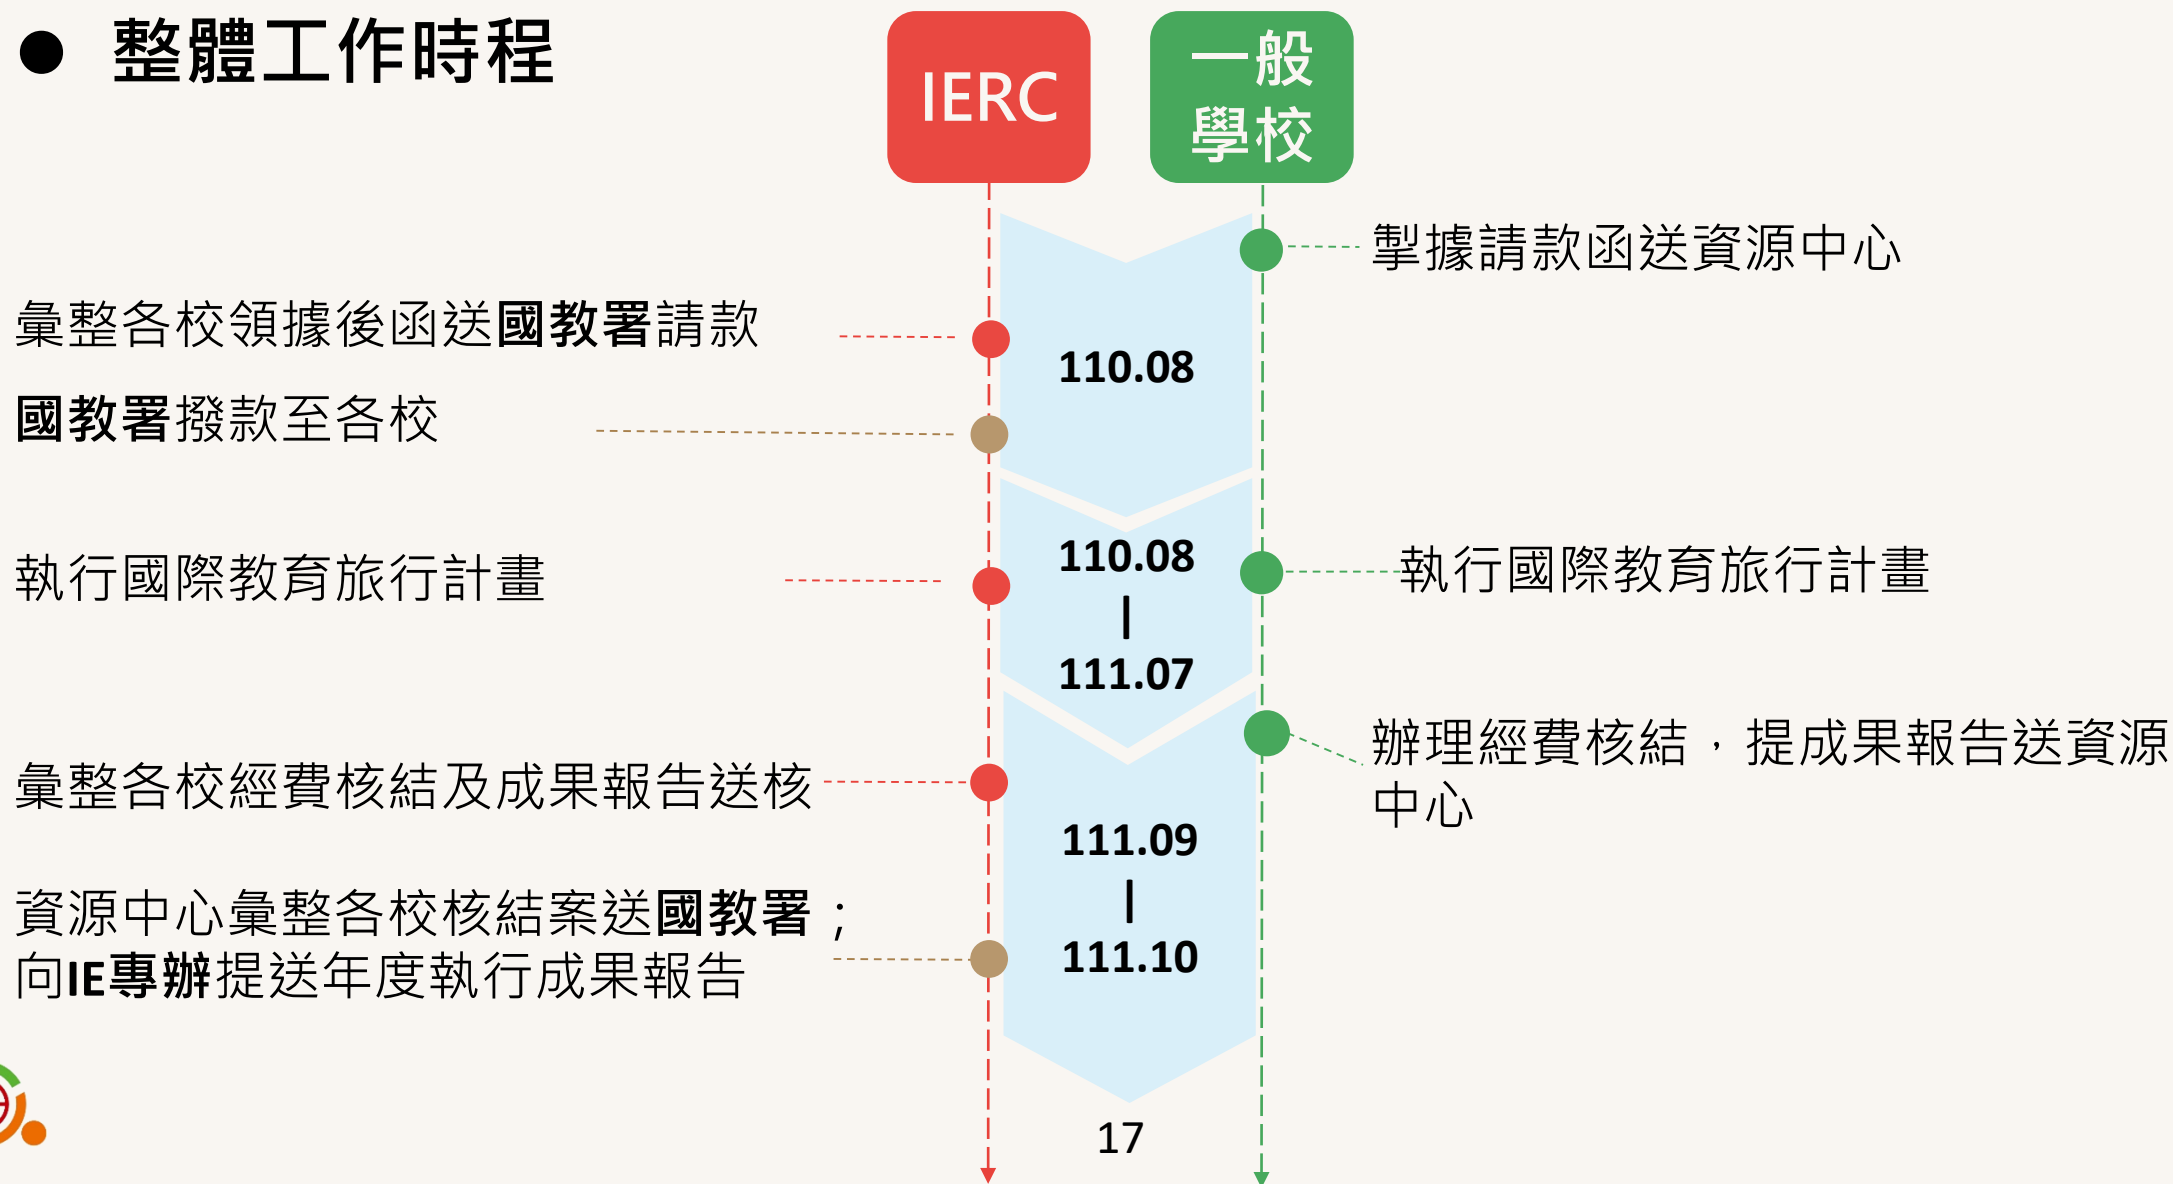 ● 整體工作時程
IERC
一般
學校
掣據請款函送資源中心
彙整各校領據後函送國教署請款
110.08
國教署撥款至各校
110.08
|
111.07
執行國際教育旅行計畫
執行國際教育旅行計畫
辦理經費核結，提成果報告送資源
中心
彙整各校經費核結及成果報告送核
111.09
|
111.10
資源中心彙整各校核結案送國教署；
向IE專辦提送年度執行成果報告
17